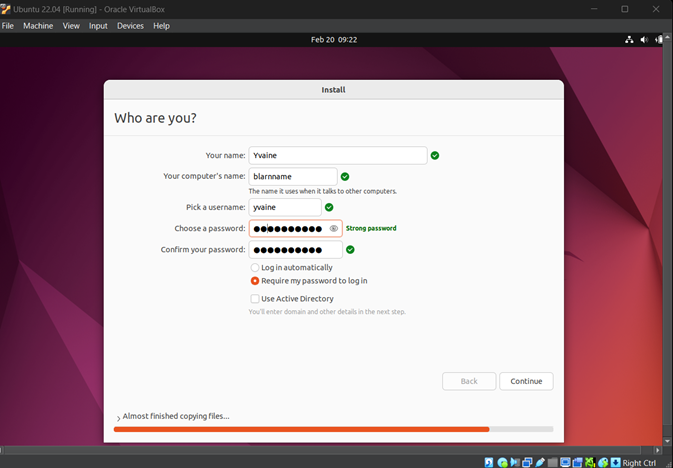 Ubuntu 22.04 [Running] - Oracle VirtualBox
File Machine View Input Devices Help
Feb 20 09:22
Install
Who are you?
Your name: Yvaine
Your computer's name: blarnname
The name it uses when it talks to other computers.
Pick a username: yvaine
Choose a password: Strong password
Confirm your password:
Log in automatically
Require my password to log in
Use Active Directory
You'll enter domain and other details in the next step.
Back Continue
Almost finished copying files...
Right Ctrl